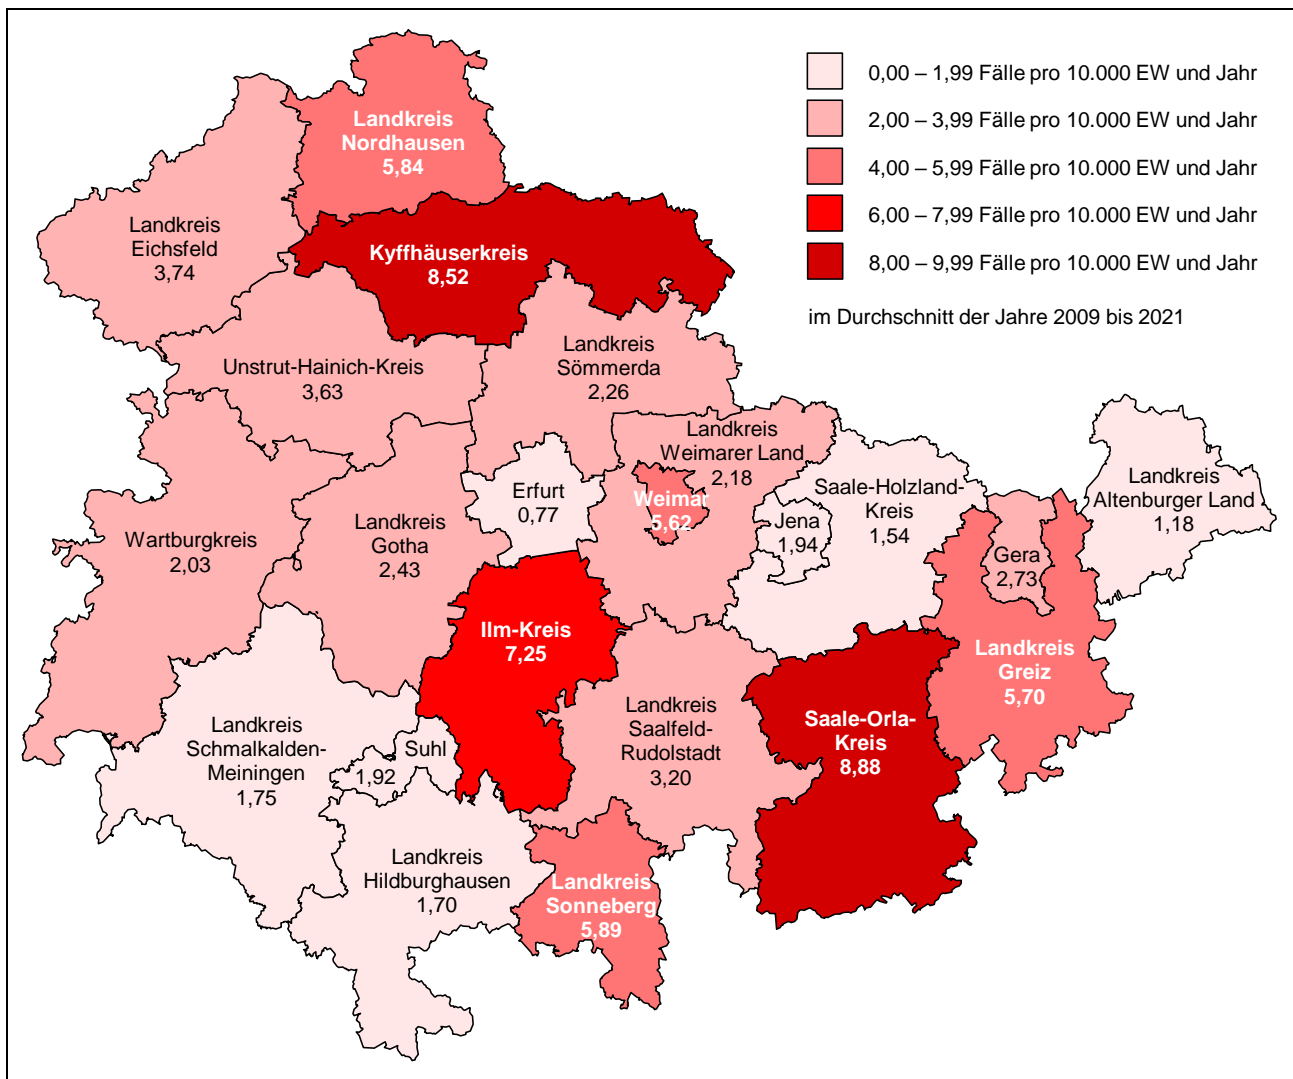 0,00 – 1,99 Fälle pro 10.000 EW und Jahr
2,00 – 3,99 Fälle pro 10.000 EW und Jahr
4,00 – 5,99 Fälle pro 10.000 EW und Jahr
6,00 – 7,99 Fälle pro 10.000 EW und Jahr
8,00 – 9,99 Fälle pro 10.000 EW und Jahr
im Durchschnitt der Jahre 2009 bis 2021
Landkreis
Nordhausen
5,84
Landkreis
Eichsfeld
3,74
Kyffhäuserkreis
8,52
Unstrut-Hainich-Kreis
3,63
Landkreis
Sömmerda
2,26
Landkreis
Weimarer Land
2,18
Weimar
5,62
Erfurt
0,77
Jena
1,94
Saale-Holzland-
Kreis
1,54
Landkreis
Altenburger Land
1,18
Gera
2,73
Wartburgkreis
2,03
Landkreis
Gotha
2,43
Ilm-Kreis
7,25
Landkreis
Greiz
5,70
Landkreis
Schmalkalden-
Meiningen
1,75
Suhl
1,92
Landkreis
Saalfeld-
Rudolstadt
3,20
Saale-Orla-
Kreis
8,88
Landkreis
Hildburghausen
1,70
Landkreis
Sonneberg
5,89